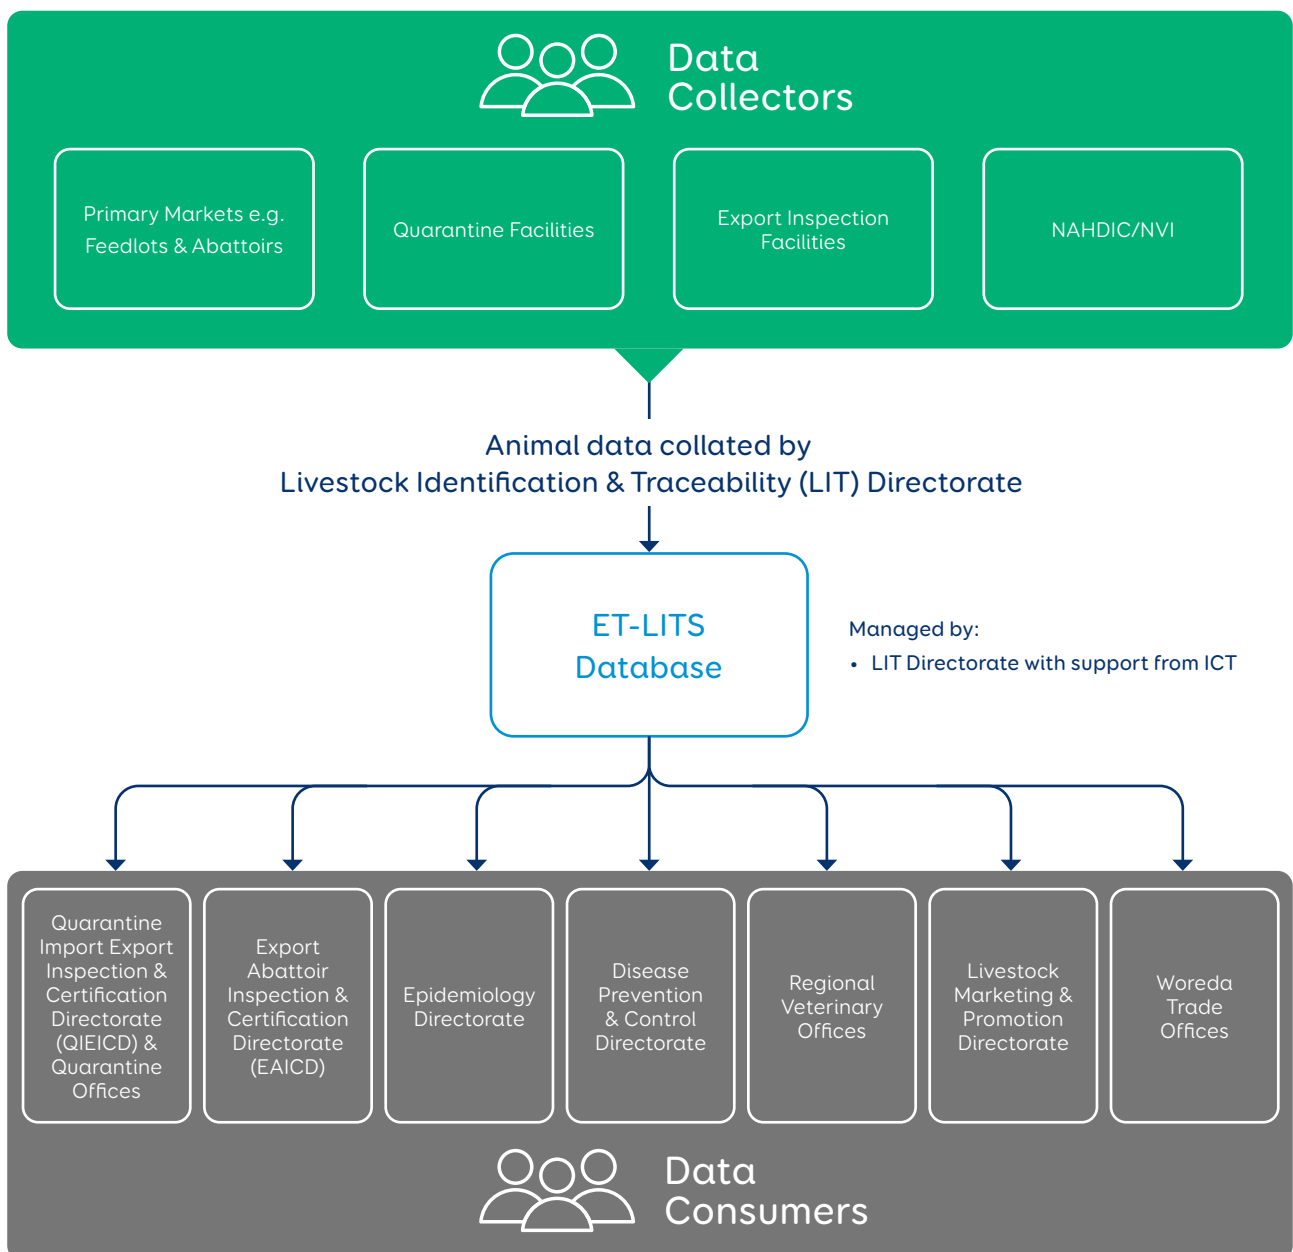 Data
Collectors
Primary Markets e.g.
Feedlots & Abattoirs
Quarantine Facilities
Export Inspection
Facilities
NAHDIC/NVI
Animal data collated by
Livestock Identification & Traceability (LIT) Directorate
ET-LITS
Database
Managed by:
• LIT Directorate with support from ICT
Quarantine
Import Export
Inspection &
Certification
Directorate
(QIEICD) &
Quarantine
Offices
Export
Abattoir
Inspection &
Certification
Directorate
(EAICD)
Epidemiology
Directorate
Disease
Prevention
& Control
Directorate
Regional
Veterinary
Offices
Livestock
Marketing &
Promotion
Directorate
Woreda
Trade
Offices
Data
Consumers